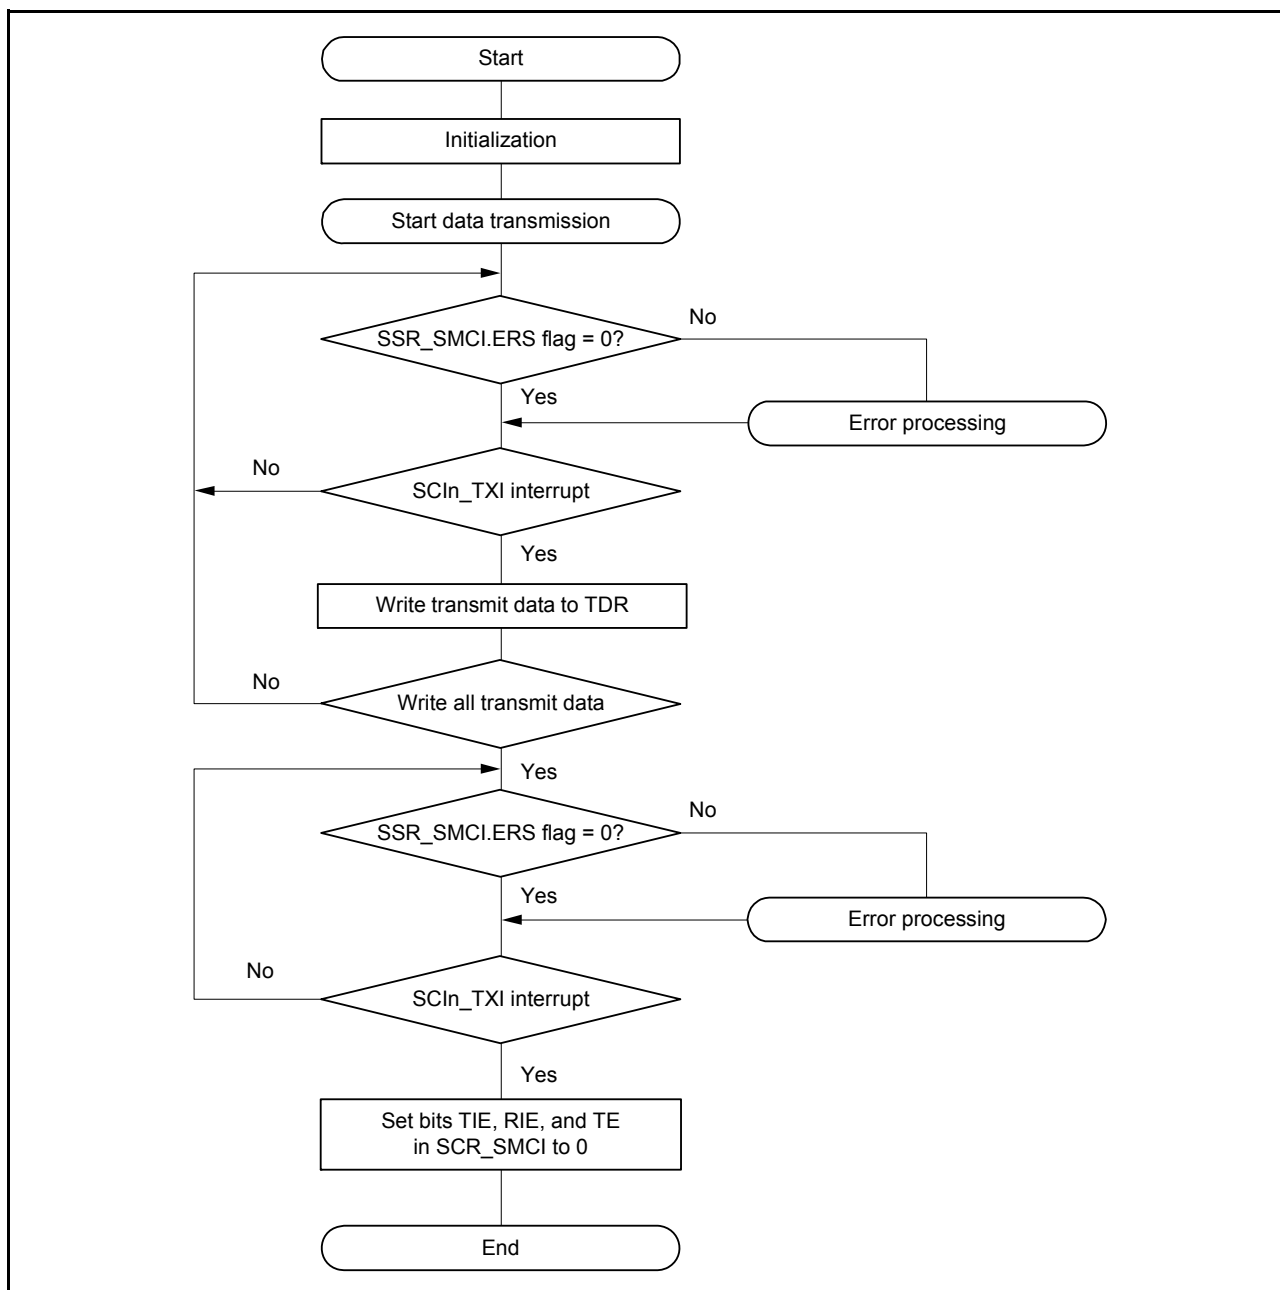 Start
Initialization
Start data transmission
SSR_SMCI.ERS flag = 0?
No
Yes
Error processing
No
SCIn_TXI interrupt
Yes
Write transmit data to TDR
No
Write all transmit data
Yes
SSR_SMCI.ERS flag = 0?
No
Yes
Error processing
No
SCIn_TXI interrupt
Yes
Set bits TIE, RIE, and TE
in SCR_SMCI to 0
End